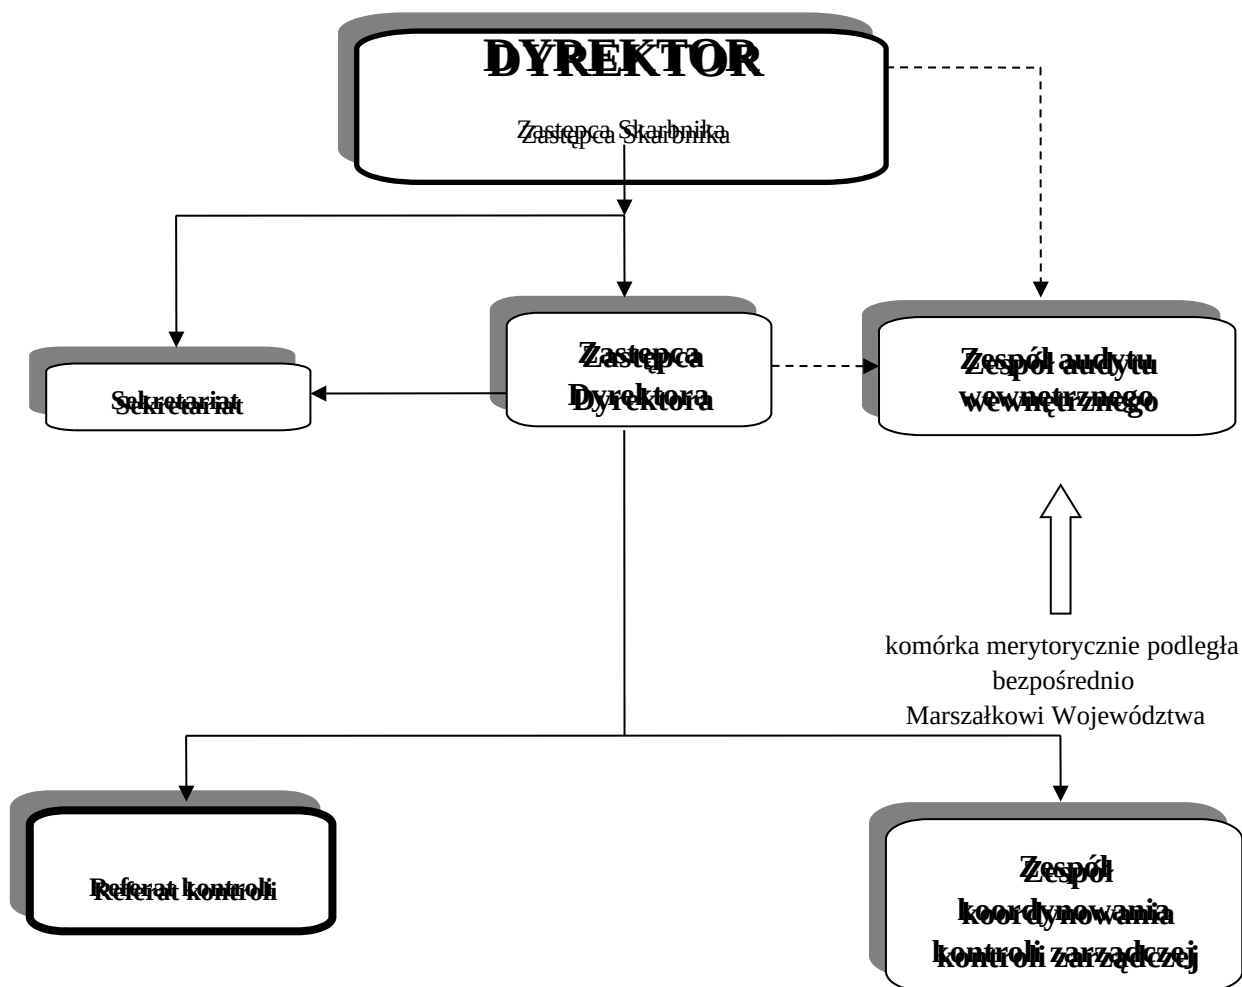 DYREKTOR
Zastępca Skarbnika
Zastępca
Dyrektora
Zespół audytu
wewnętrznego
Sekretariat
komórka merytorycznie podległa
bezpośrednio
Marszałkowi Województwa
Referat kontroli
Zespół
koordynowania
kontroli zarządczej